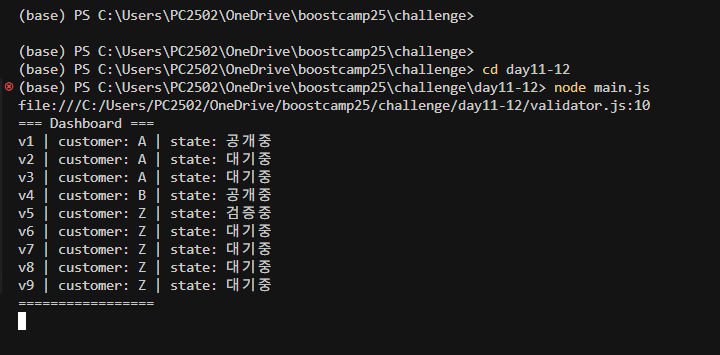 (base) PS C:\Users\PC2502\OneDrive\boostcamp25\challenge>
(base) PS C:\Users\PC2502\OneDrive\boostcamp25\challenge>
(base) PS C:\Users\PC2502\OneDrive\boostcamp25\challenge> cd day11-12
(base) PS C:\Users\PC2502\OneDrive\boostcamp25\challenge\day11-12> node main.js
file:///C:/Users/PC2502/OneDrive/boostcamp25/challenge/day11-12/validator.js:10
=== Dashboard ===
v1 | customer: A | state: 공개중
v2 | customer: A | state: 대기중
v3 | customer: A | state: 대기중
v4 | customer: B | state: 공개중
v5 | customer: Z | state: 검증중
v6 | customer: Z | state: 대기중
v7 | customer: Z | state: 대기중
v8 | customer: Z | state: 대기중
v9 | customer: Z | state: 대기중
=================